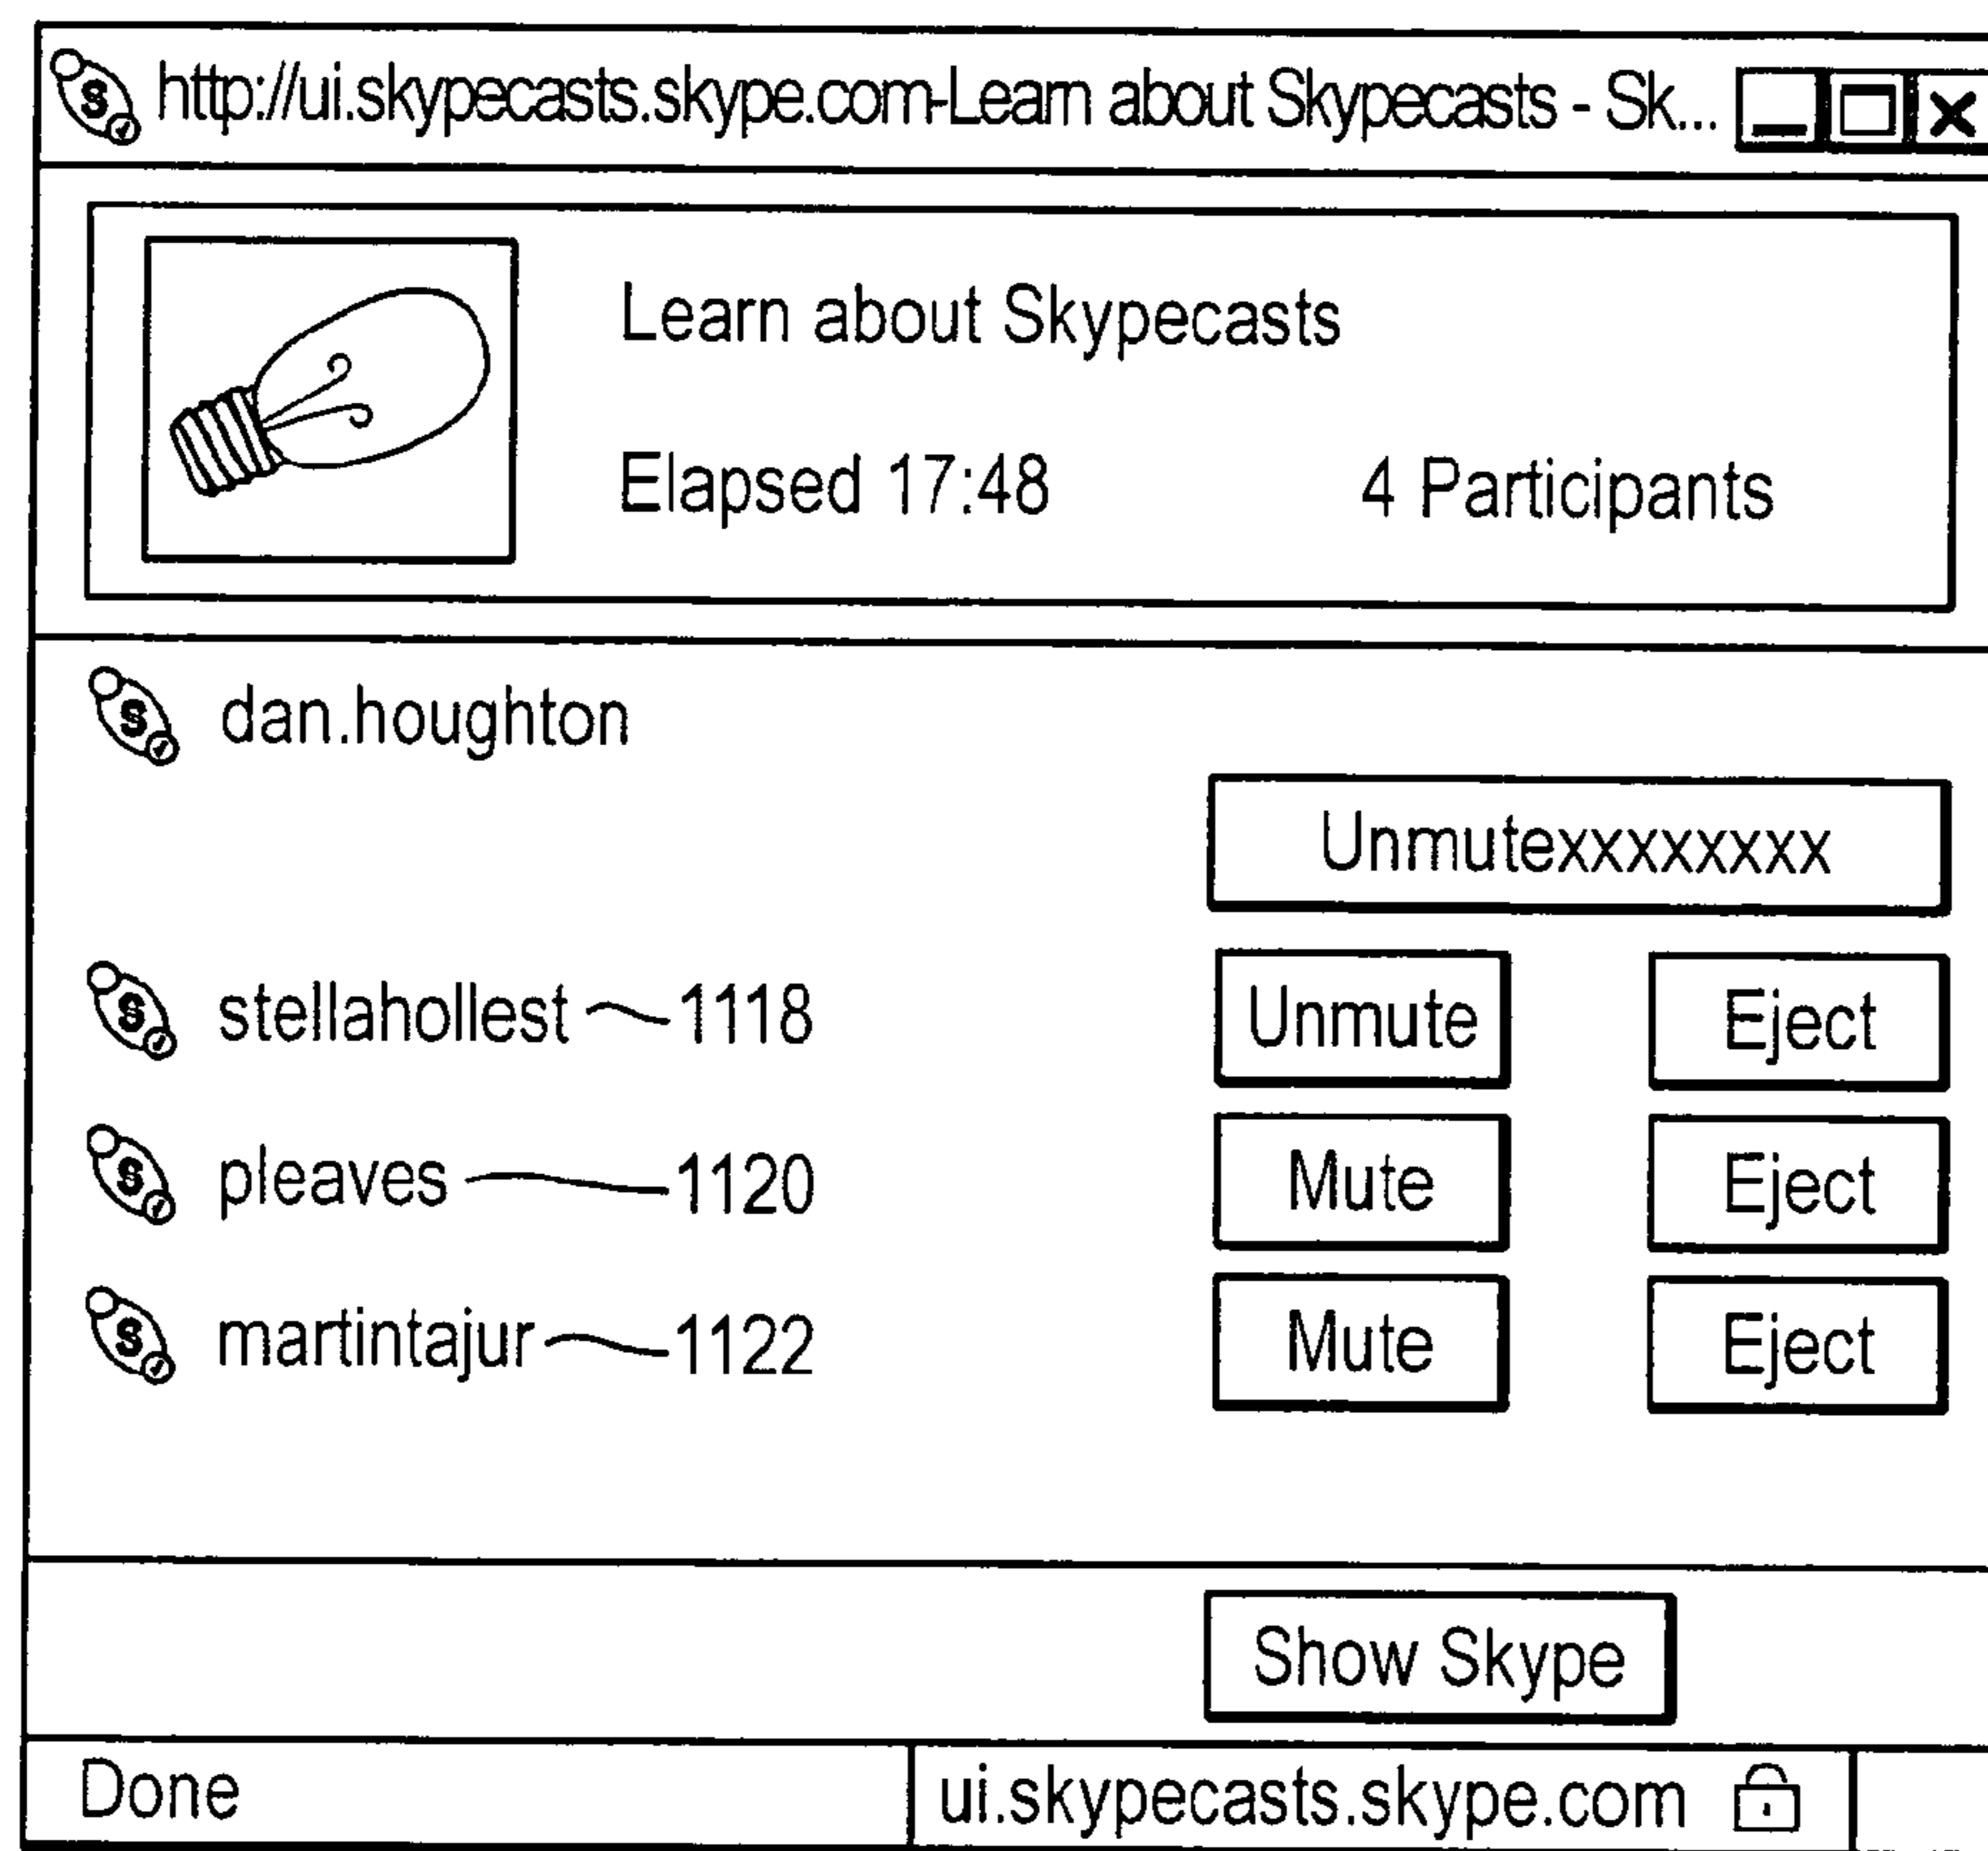 http://ui.skypecasts.skype.com-Learn about Skypecasts - Sk...
Learn about Skypecasts
Elapsed 17:48 4 Participants
dan.houghton
Unmutexxxxxxxx
stellahollest 1118 Unmute Eject
pleaves 1120 Mute Eject
martintajur 1122 Mute Eject
Show Skype
Done ui.skypecasts.skype.com